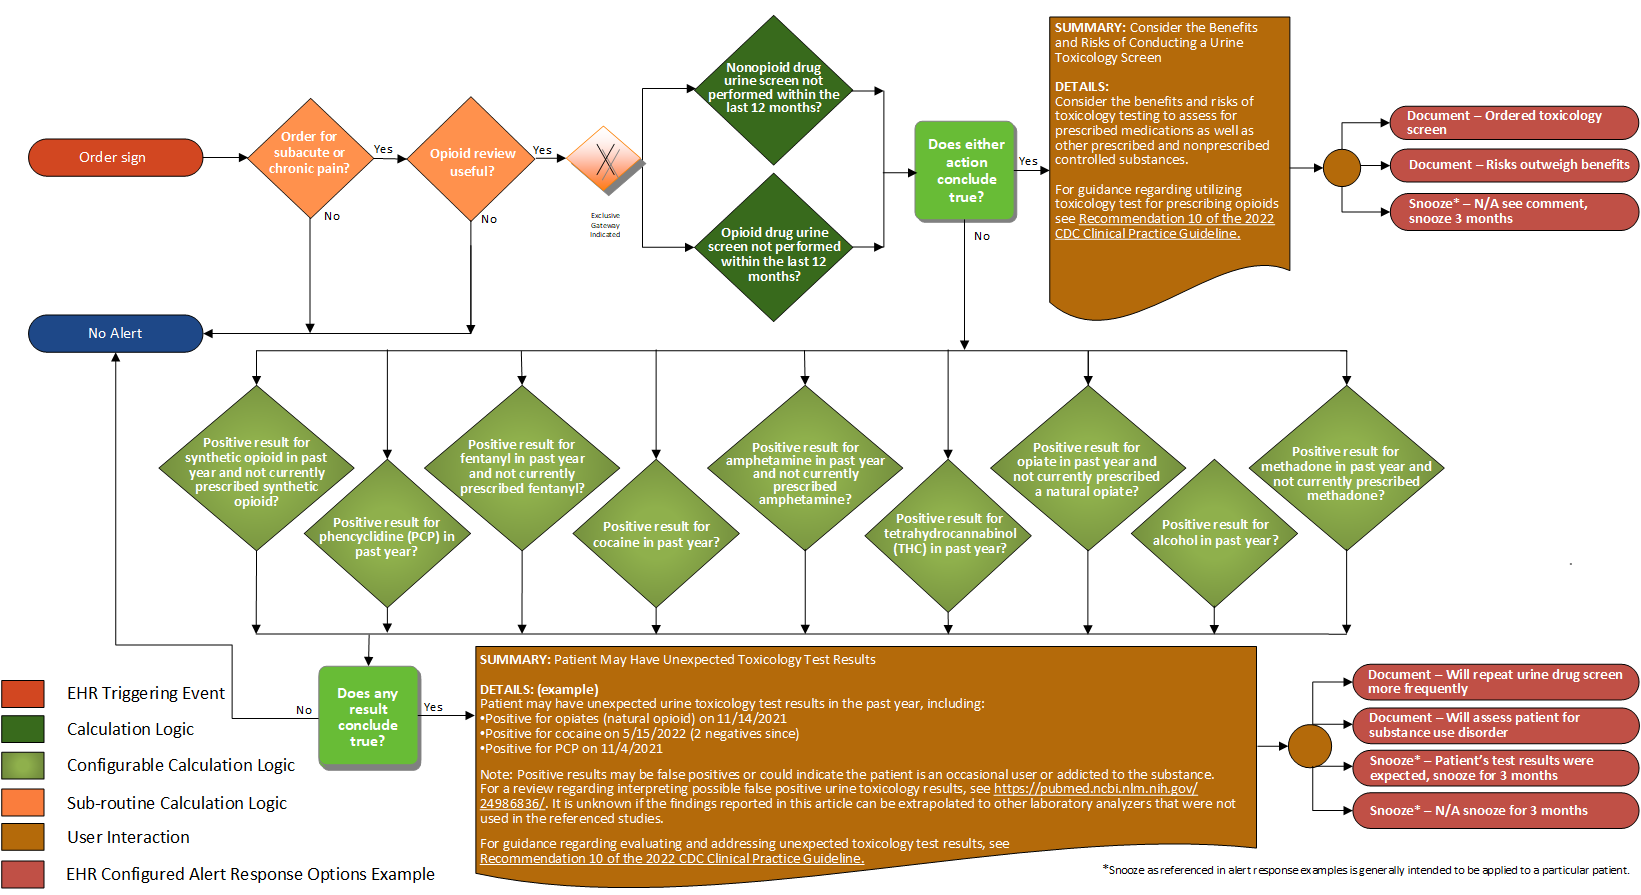 Order sign
Order for
subacute or
chronic pain?
Yes
No
Opioid review
useful?
Yes
No
Exclusive
Gateway
Indicated
Nonopioid drug
urine screen not
performed within the
last 12 months?
Opioid drug urine
screen not performed
within the last 12
months?
Does either
action
conclude
true?
Yes
No
SUMMARY: Consider the Benefits
and Risks of Conducting a Urine
Toxicology Screen
DETAILS:
Consider the benefits and risks of
toxicology testing to assess for
prescribed medications as well as
other prescribed and nonprescribed
controlled substances.
For guidance regarding utilizing
toxicology test for prescribing opioids
see Recommendation 10 of the 2022
CDC Clinical Practice Guideline.
Document – Ordered toxicology
screen
Document – Risks outweigh benefits
Snooze* – N/A see comment,
snooze 3 months
No Alert
Positive result for
synthetic opioid in past
year and not currently
prescribed synthetic
opioid?
Positive result for
phencyclidine (PCP) in
past year?
Positive result for
fentanyl in past year
and not currently
prescribed fentanyl?
Positive result for
cocaine in past year?
Positive result for
amphetamine in past year
and not currently
prescribed
amphetamine?
Positive result for
tetrahydrocannabinol
(THC) in past year?
Positive result for
opiate in past year and
not currently prescribed
a natural opiate?
Positive result for
alcohol in past year?
Positive result for
methadone in past year and
not currently prescribed
methadone?
Does any
result
conclude
true?
No
Yes
SUMMARY: Patient May Have Unexpected Toxicology Test Results
DETAILS: (example)
Patient may have unexpected urine toxicology test results in the past year, including:
•Positive for opiates (natural opioid) on 11/14/2021
•Positive for cocaine on 5/15/2022 (2 negatives since)
•Positive for PCP on 11/4/2021
Note: Positive results may be false positives or could indicate the patient is an occasional user or addicted to the substance.
For a review regarding interpreting possible false positive urine toxicology results, see https://pubmed.ncbi.nlm.nih.gov/
24986836/. It is unknown if the findings reported in this article can be extrapolated to other laboratory analyzers that were not
used in the referenced studies.
For guidance regarding evaluating and addressing unexpected toxicology test results, see
Recommendation 10 of the 2022 CDC Clinical Practice Guideline.
Document – Will repeat urine drug screen
more frequently
Document – Will assess patient for
substance use disorder
Snooze* – Patient's test results were
expected, snooze for 3 months
Snooze* – N/A snooze for 3 months
EHR Triggering Event
Calculation Logic
Configurable Calculation Logic
Sub-routine Calculation Logic
User Interaction
EHR Configured Alert Response Options Example
*Snooze as referenced in alert response examples is generally intended to be applied to a particular patient.